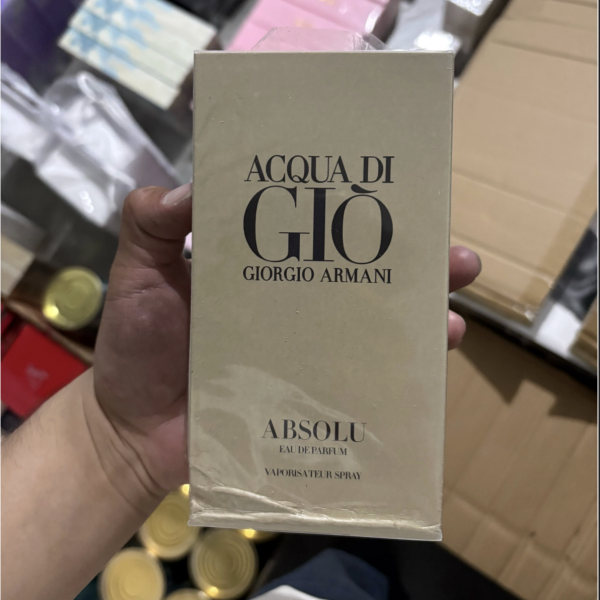 ACQUA DI
GIÒ
GIORGIO ARMANI
ABSOLU
EAU DE PARFUM
VAPORISATEUR SPRAY